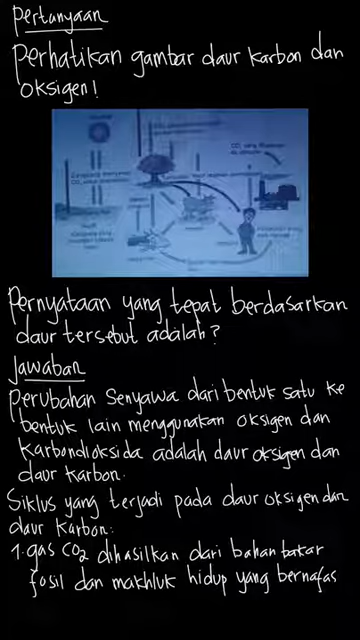 Pertanyaan
Perhatikan gambar daur karbon dan
oksigen!
Pernyataan yang tepat berdasarkan
daur tersebut adalah?
Jawaban
Perubahan Senyawa dari bentuk satu ke
bentuk lain menggunakan oksigen dan
Karbondioksida adalah daur oksigen dan
daur karbon.
Siklus yang terjadi pada daur oksigen dan
daur karbon:
1. gas CO2 dihasilkan dari bahan bakar
fosil dan makhluk hidup yang bernafas